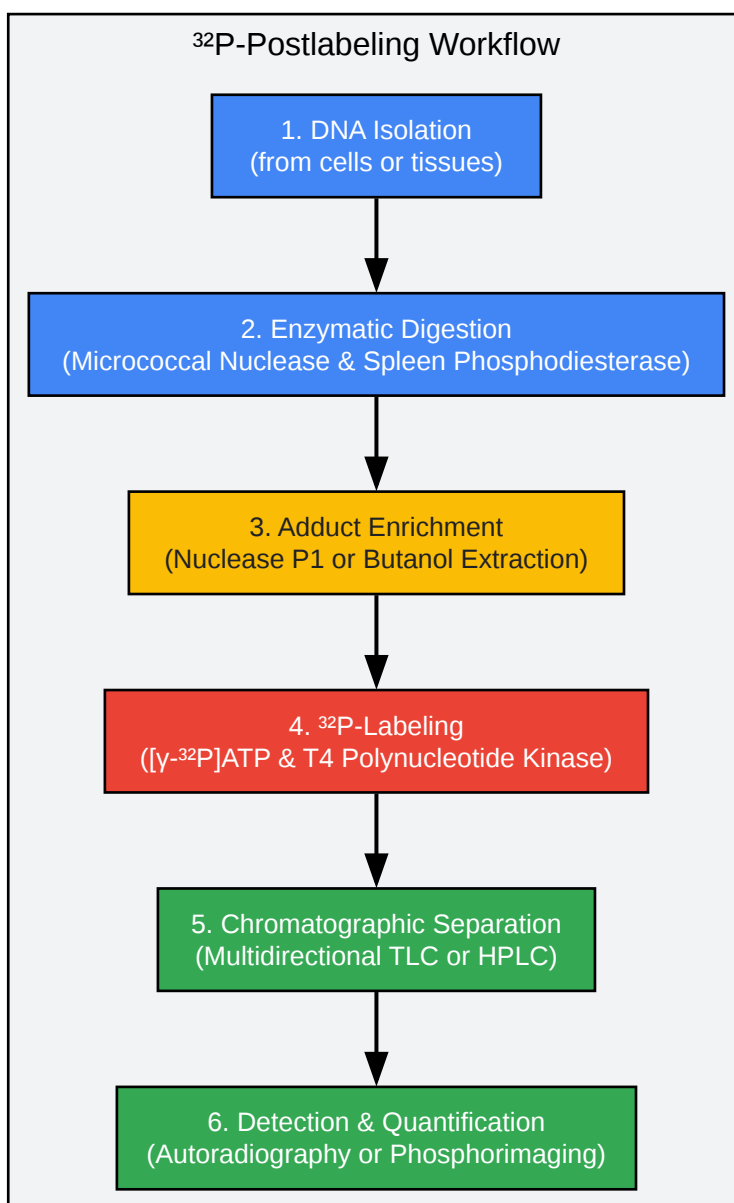 ³²P-Postlabeling Workflow
1. DNA Isolation
(from cells or tissues)
2. Enzymatic Digestion
(Micrococcal Nuclease & Spleen Phosphodiesterase)
3. Adduct Enrichment
(Nuclease P1 or Butanol Extraction)
4. ³²P-Labeling
([γ-³²P]ATP & T4 Polynucleotide Kinase)
5. Chromatographic Separation
(Multidirectional TLC or HPLC)
6. Detection & Quantification
(Autoradiography or Phosphorimaging)